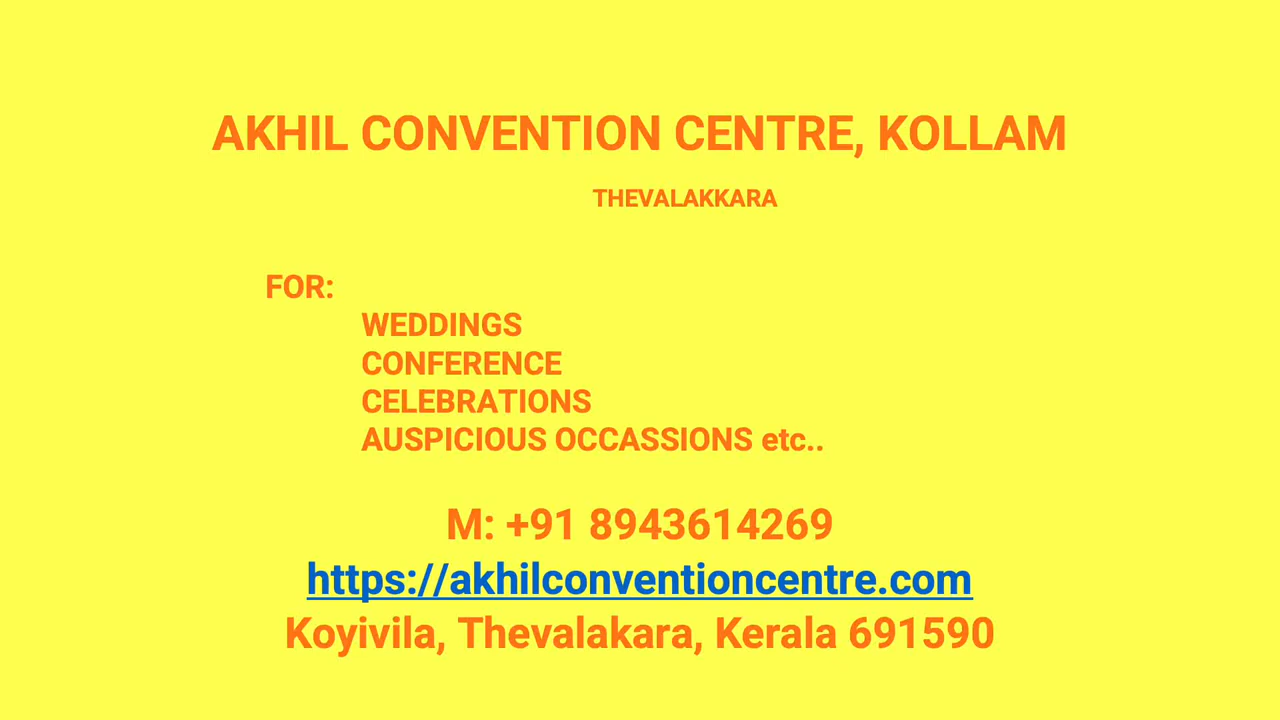 AKHIL CONVENTION CENTRE, KOLLAM
THEVALAKKARA
FOR:
WEDDINGS
CONFERENCE
CELEBRATIONS
AUSPICIOUS OCCASSIONS etc..
M: +91 8943614269
https://akhilconventioncentre.com
Koyivila, Thevalakara, Kerala 691590